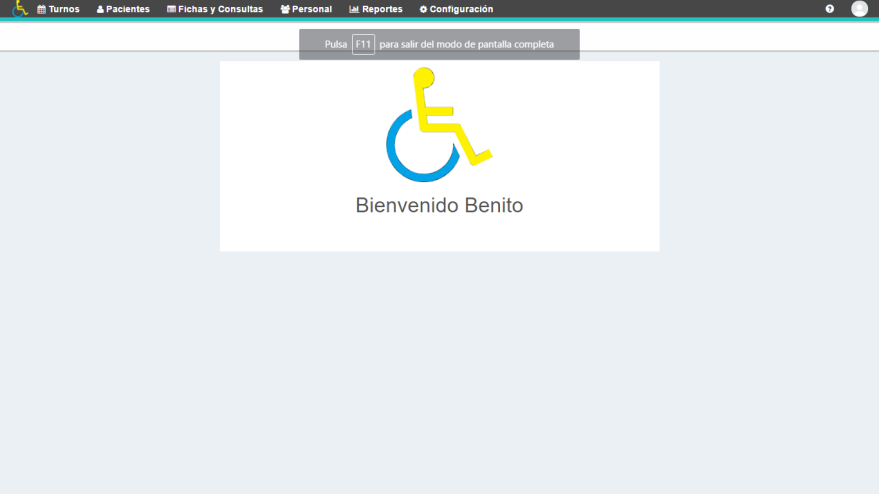 Turnos Pacientes Fichas y Consultas Personal Reportes Configuración
Pulsa F11 para salir del modo de pantalla completa
Bienvenido Benito